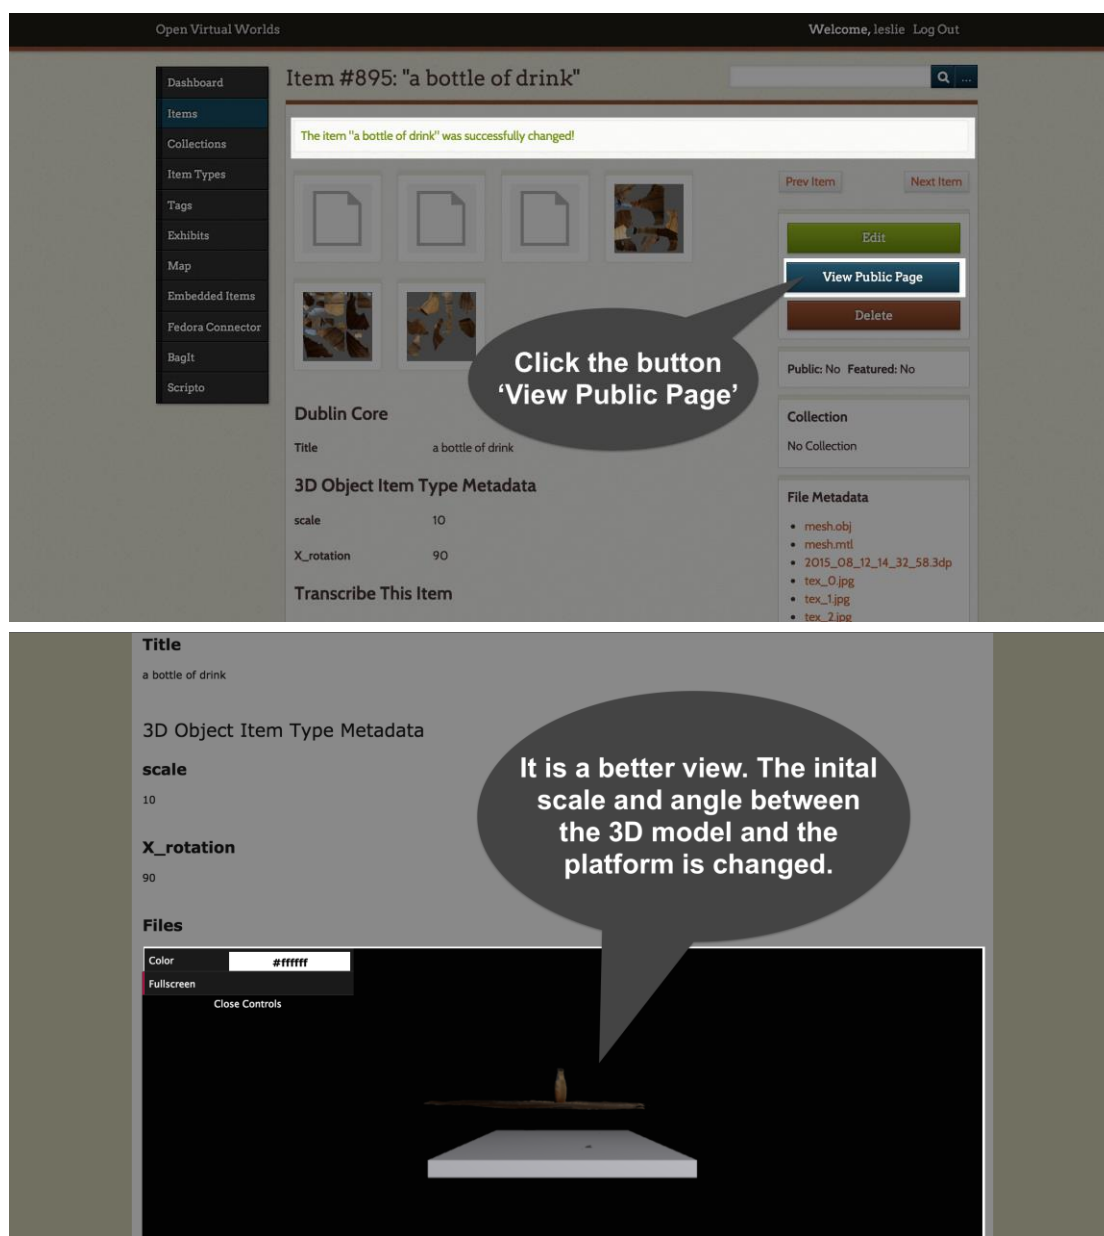 Open Virtual Worlds
Welcome, leslie Log Out
Dashboard
Items
Collections
Item Types
Tags
Exhibits
Map
Embedded Items
Fedora Connector
BagIt
Scripto
Item #895: "a bottle of drink"
...
The item "a bottle of drink" was successfully changed!
Prev Item Next Item
Edit
View Public Page
Delete
Click the button
‘View Public Page’
Public: No Featured: No
Dublin Core
Title a bottle of drink
3D Object Item Type Metadata
scale 10
X_rotation 90
Transcribe This Item
Collection
No Collection
File Metadata
• mesh.obj
• mesh.mtl
• 2015_08_12_14_32_58.3dp
• tex_0.jpg
• tex_1.jpg
• tex_2.jpg
Title
a bottle of drink
3D Object Item Type Metadata
scale
10
X_rotation
90
Files
It is a better view. The inital
scale and angle between
the 3D model and the
platform is changed.
Color #ffffff
Fullscreen
Close Controls